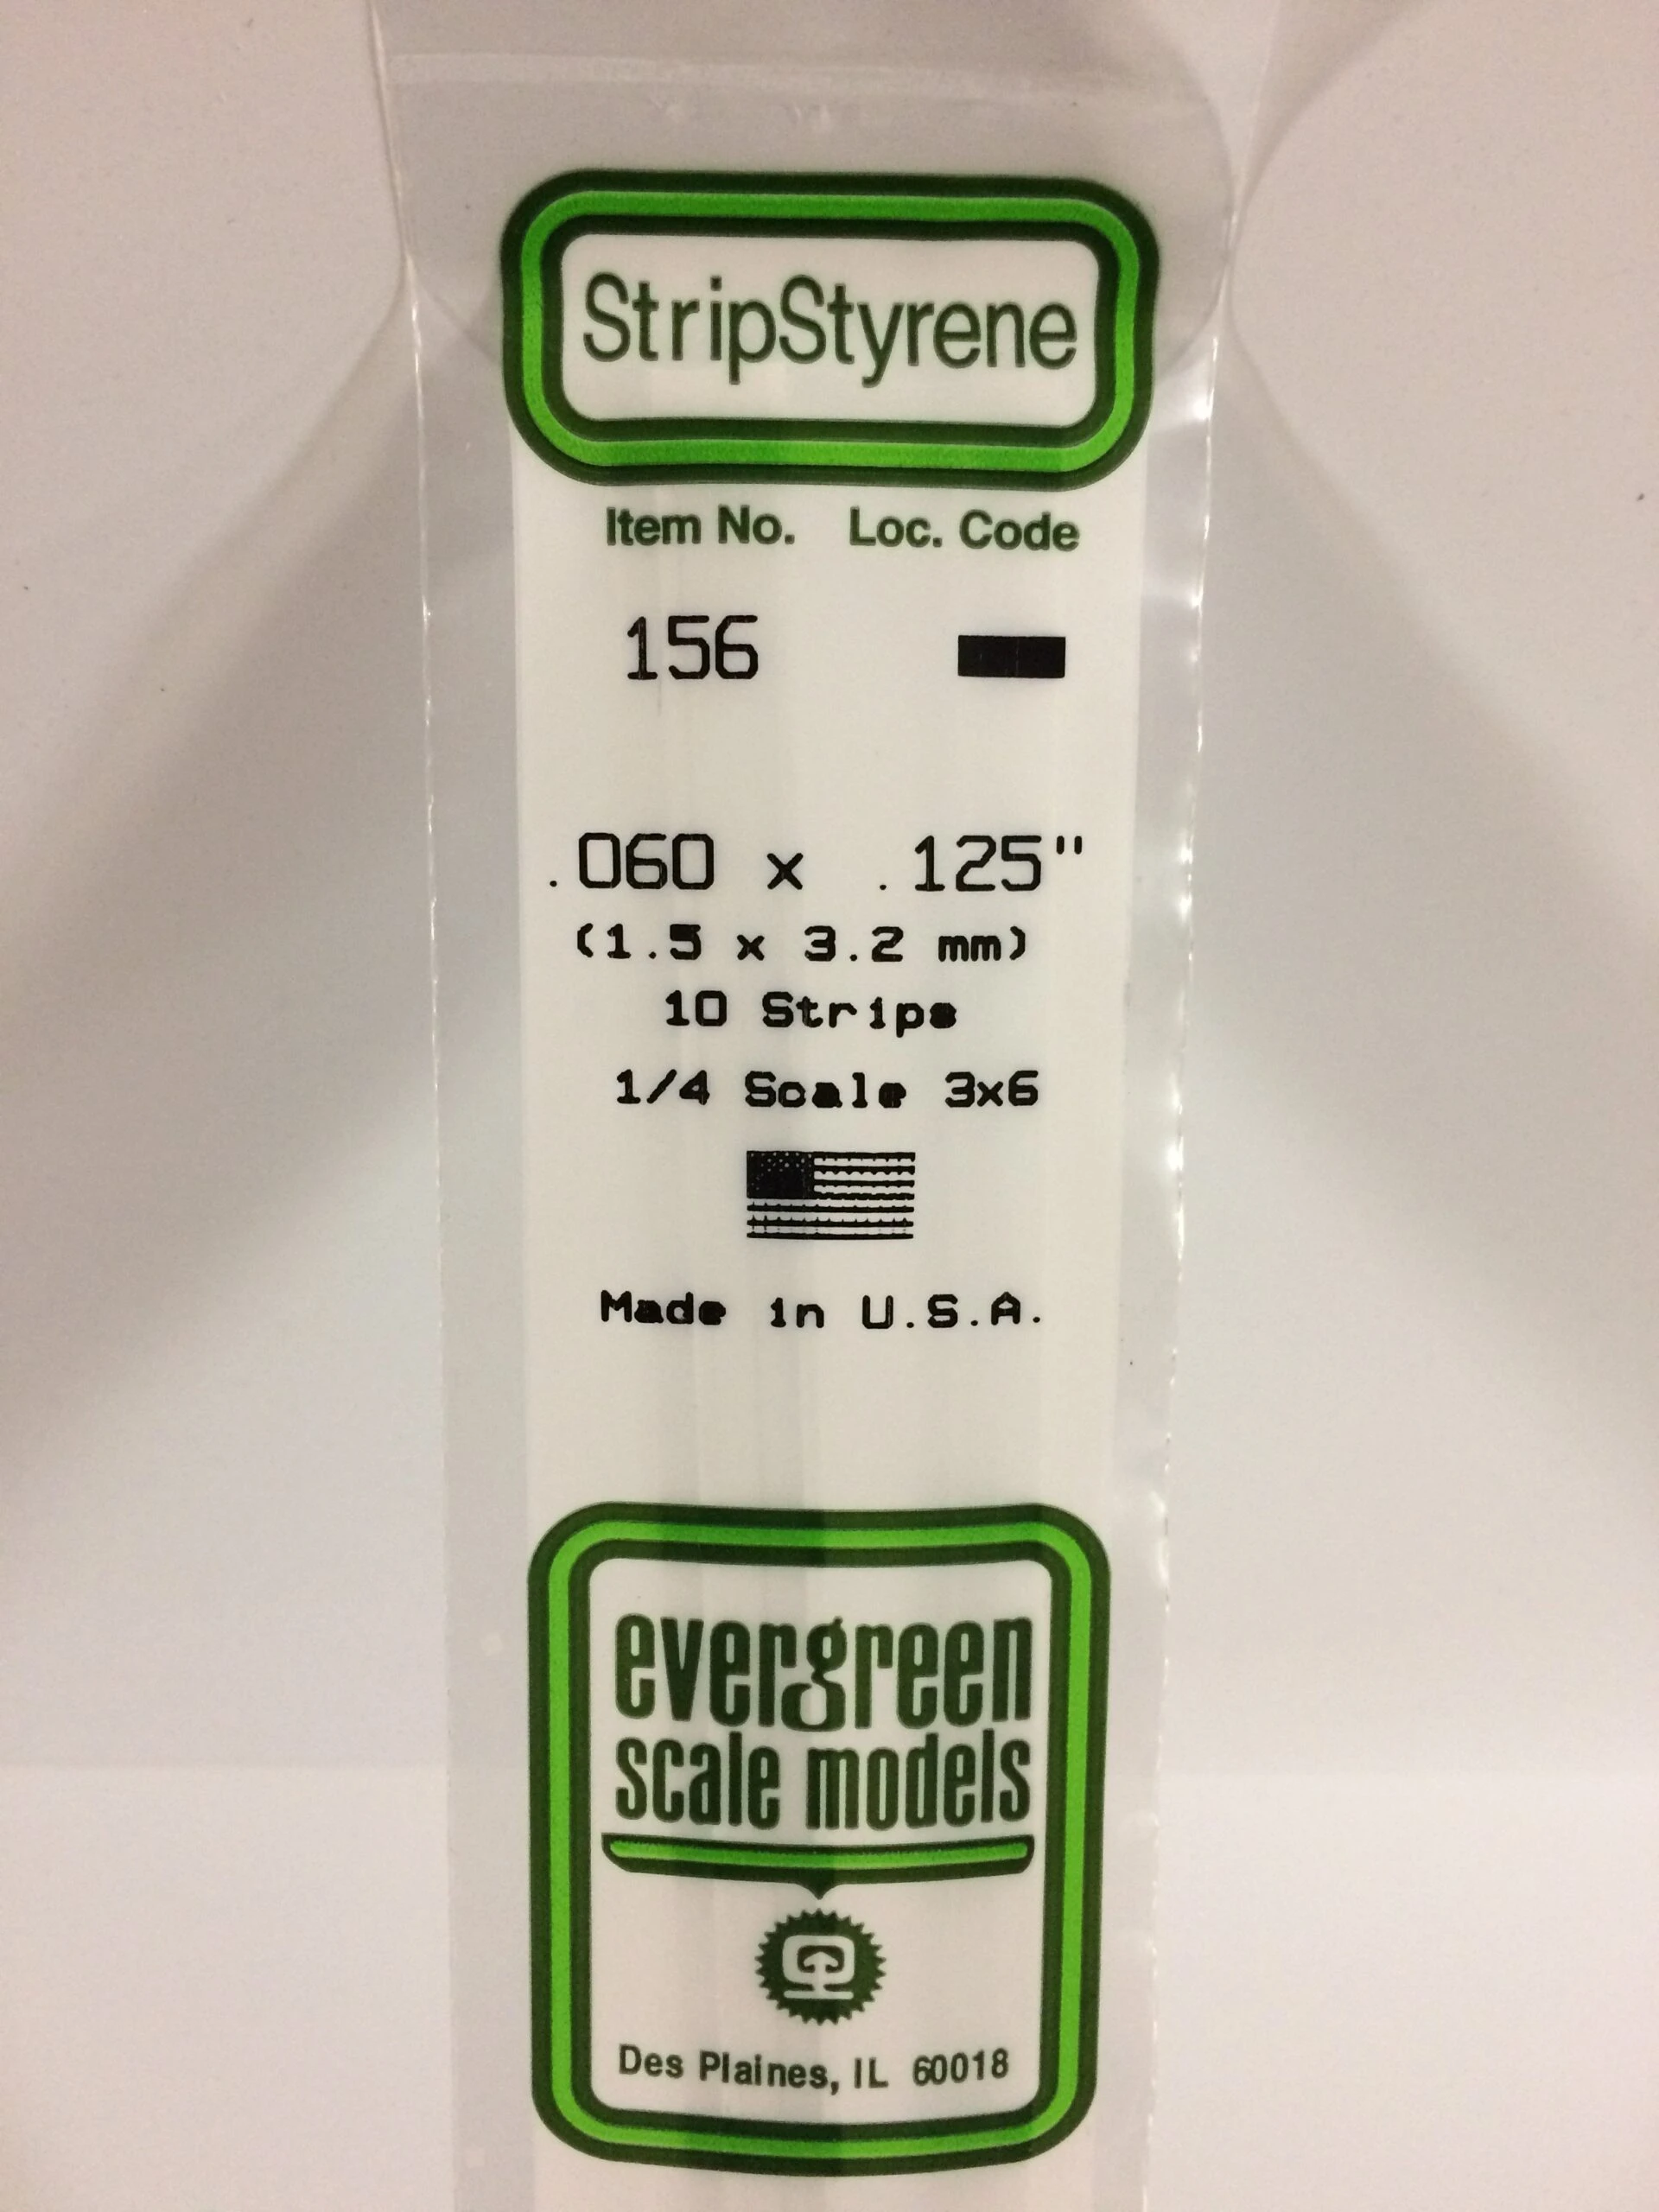 StripStyrene
Item No. Loc. Code
156
.060 x .125"
(1.5 x 3.2 mm)
10 Strips
1/4 Scale 3x6
Made in U.S.A.
evergreen
scale models
Des Plaines, IL 60018